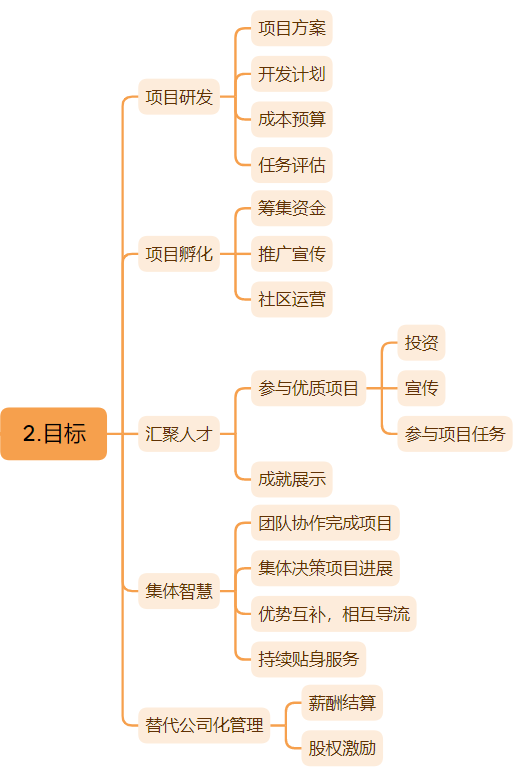 2.目标
项目研发
项目方案
开发计划
成本预算
任务评估
项目孵化
筹集资金
推广宣传
社区运营
汇聚人才
参与优质项目
投资
宣传
参与项目任务
成就展示
集体智慧
团队协作完成项目
集体决策项目进展
优势互补，相互导流
持续贴身服务
替代公司化管理
薪酬结算
股权激励